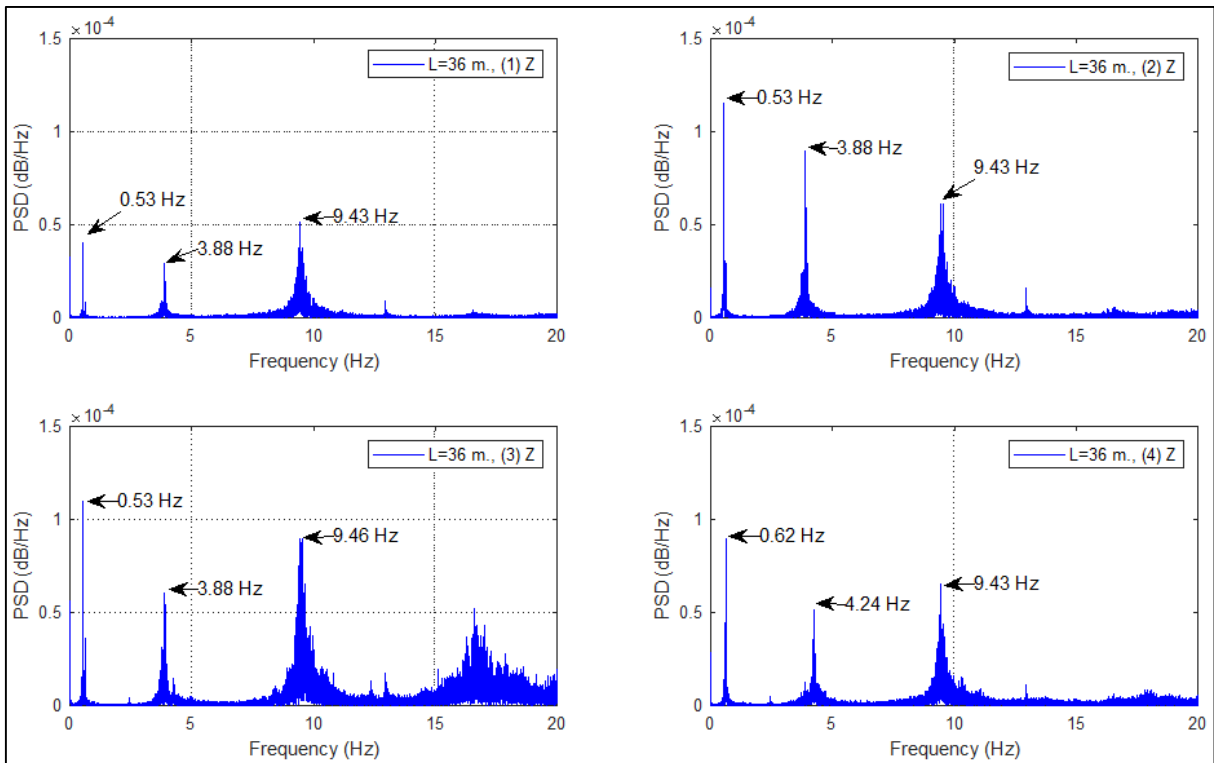 ×10⁻⁴
1.5
1
0.5
0
PSD (dB/Hz)
L=36 m., (1) Z
0.53 Hz
3.88 Hz
9.43 Hz
0 5 10 15 20
Frequency (Hz)
×10⁻⁴
1.5
1
0.5
0
PSD (dB/Hz)
L=36 m., (2) Z
0.53 Hz
3.88 Hz
9.43 Hz
0 5 10 15 20
Frequency (Hz)
×10⁻⁴
1.5
1
0.5
0
PSD (dB/Hz)
L=36 m., (3) Z
0.53 Hz
3.88 Hz
9.46 Hz
0 5 10 15 20
Frequency (Hz)
×10⁻⁴
1.5
1
0.5
0
PSD (dB/Hz)
L=36 m., (4) Z
0.62 Hz
4.24 Hz
9.43 Hz
0 5 10 15 20
Frequency (Hz)